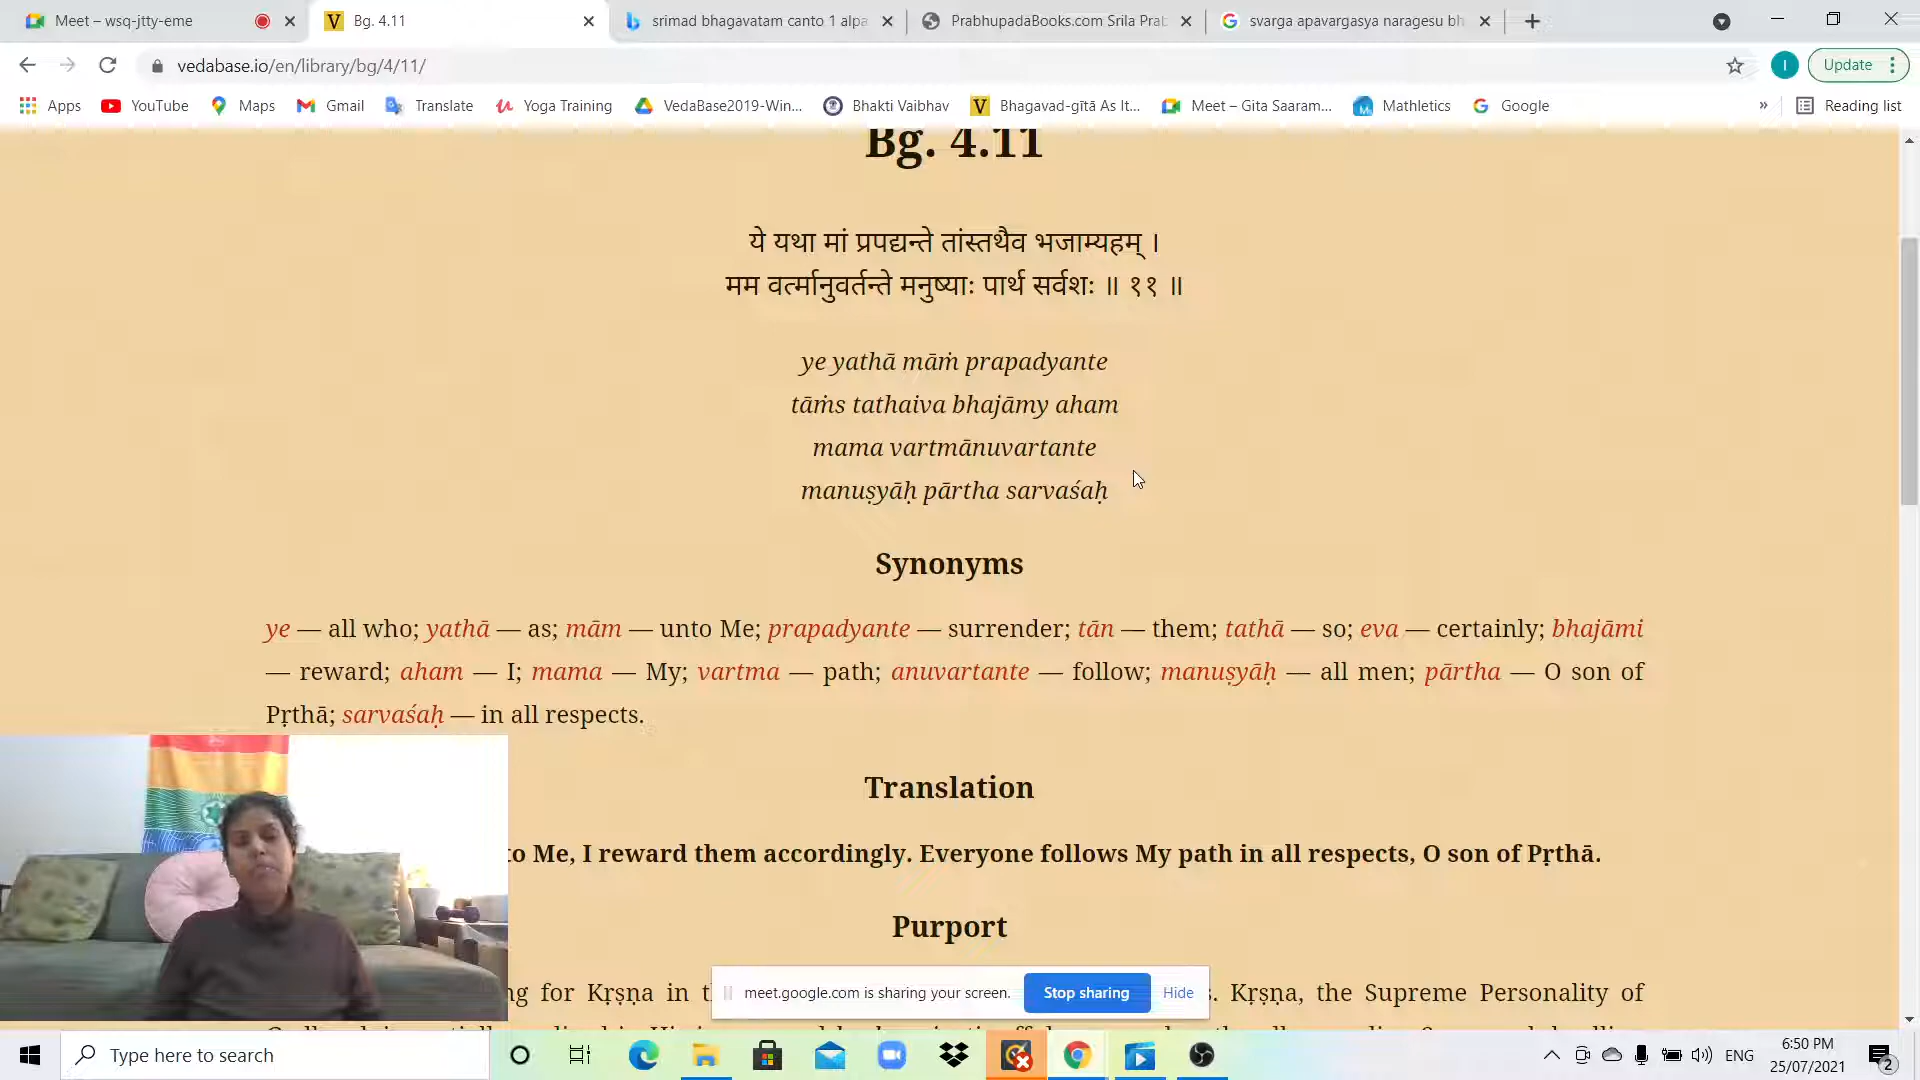 Meet – wsq-jtty-eme
Bg. 4.11
srimad bhagavatam canto 1 alpa
PrabhupadaBooks.com Srila Prab
svarga apavargasya naragesu bh
vedabase.io/en/library/bg/4/11/
I
Update
Apps
YouTube
Maps
Gmail
Translate
Yoga Training
VedaBase2019-Win...
Bhakti Vaibhav
Bhagavad-gītā As It...
Meet – Gita Saaram...
Mathletics
Google
»
Reading list
Bg. 4.11
ये यथा मां प्रपद्यन्ते तांस्तथैव भजाम्यहम् ।
मम वर्त्मानुवर्तन्ते मनुष्याः पार्थ सर्वशः ॥ ११ ॥
ye yathā māṁ prapadyante
tāṁs tathaiva bhajāmy aham
mama vartmānuvartante
manuṣyāḥ pārtha sarvaśaḥ
Synonyms
ye — all who; yathā — as; mām — unto Me; prapadyante — surrender; tān — them; tathā — so; eva — certainly; bhajāmi
— reward; aham — I; mama — My; vartma — path; anuvartante — follow; manuṣyāḥ — all men; pārtha — O son of
Pṛthā; sarvaśaḥ — in all respects.
Translation
to Me, I reward them accordingly. Everyone follows My path in all respects, O son of Pṛthā.
Purport
ng for Kṛṣṇa in t
s. Kṛṣṇa, the Supreme Personality of
meet.google.com is sharing your screen.
Stop sharing
Hide
Type here to search
ENG
6:50 PM
25/07/2021
2